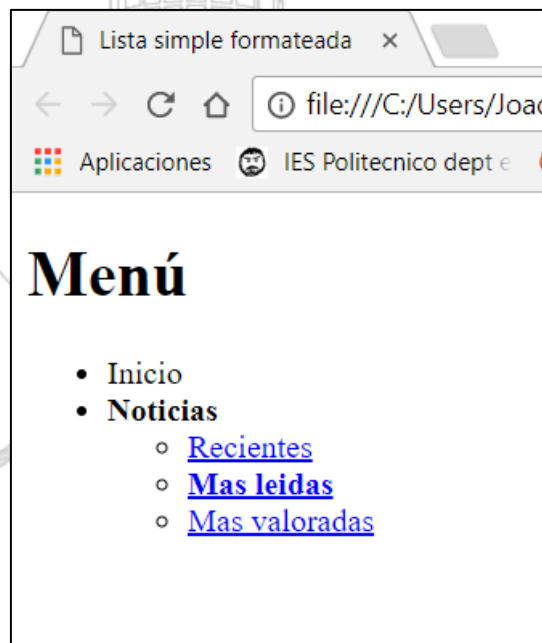 Lista simple formateada
file:///C:/Users/Joa
Aplicaciones IES Politecnico dept e
Menú
Inicio
Noticias
Recientes
Mas leidas
Mas valoradas